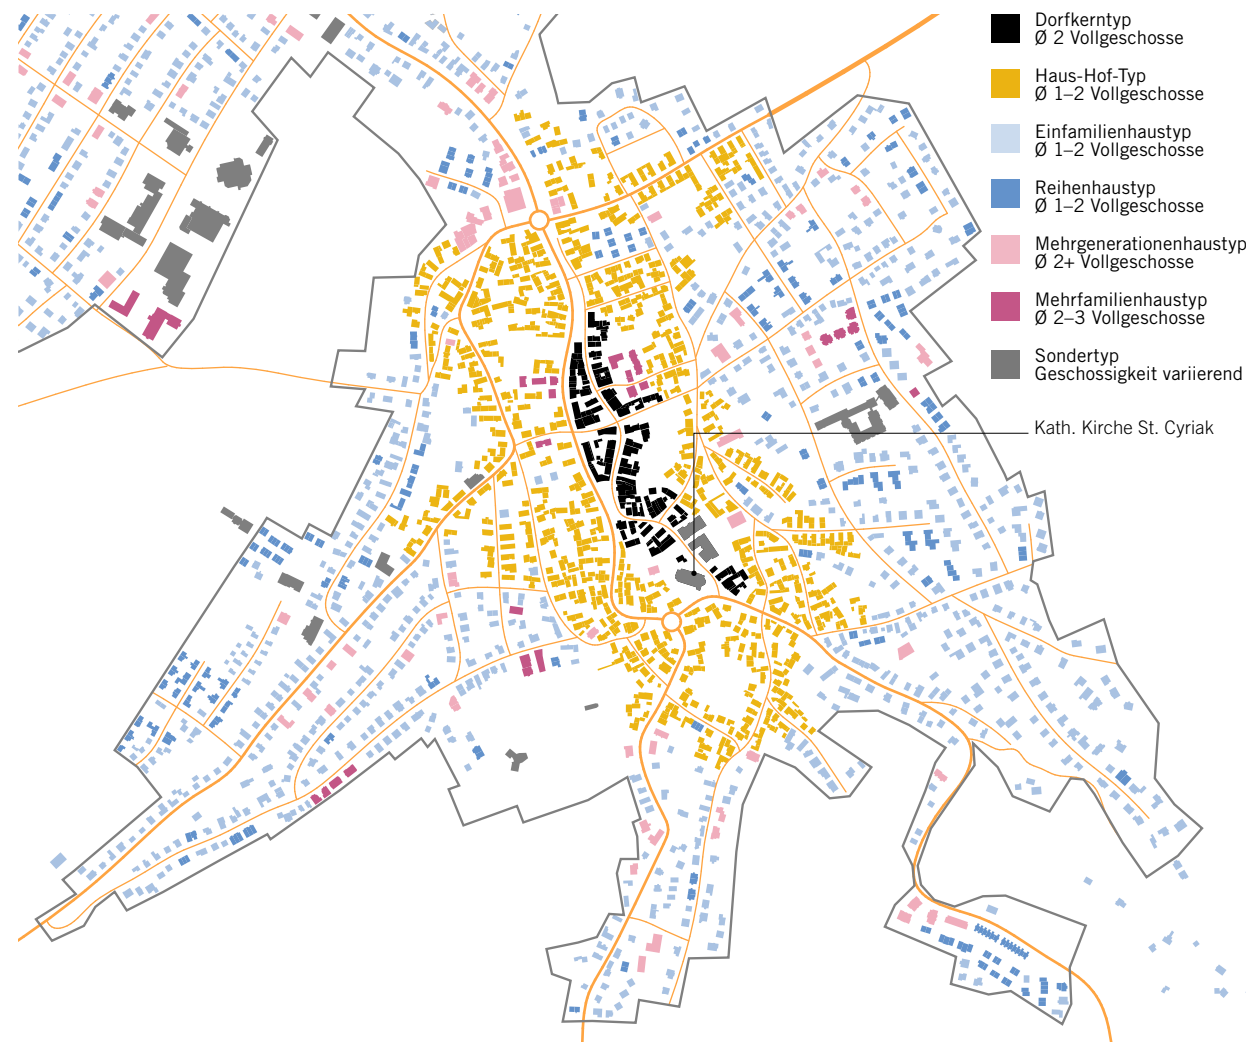 Dorfkerntyp
Ø 2 Vollgeschosse
Haus-Hof-Typ
Ø 1–2 Vollgeschosse
Einfamilienhaustyp
Ø 1–2 Vollgeschosse
Reihenhaustyp
Ø 1–2 Vollgeschosse
Mehrgenerationenhaustyp
Ø 2+ Vollgeschosse
Mehrfamilienhaustyp
Ø 2–3 Vollgeschosse
Sondertyp
Geschossigkeit variierend
Kath. Kirche St. Cyriak